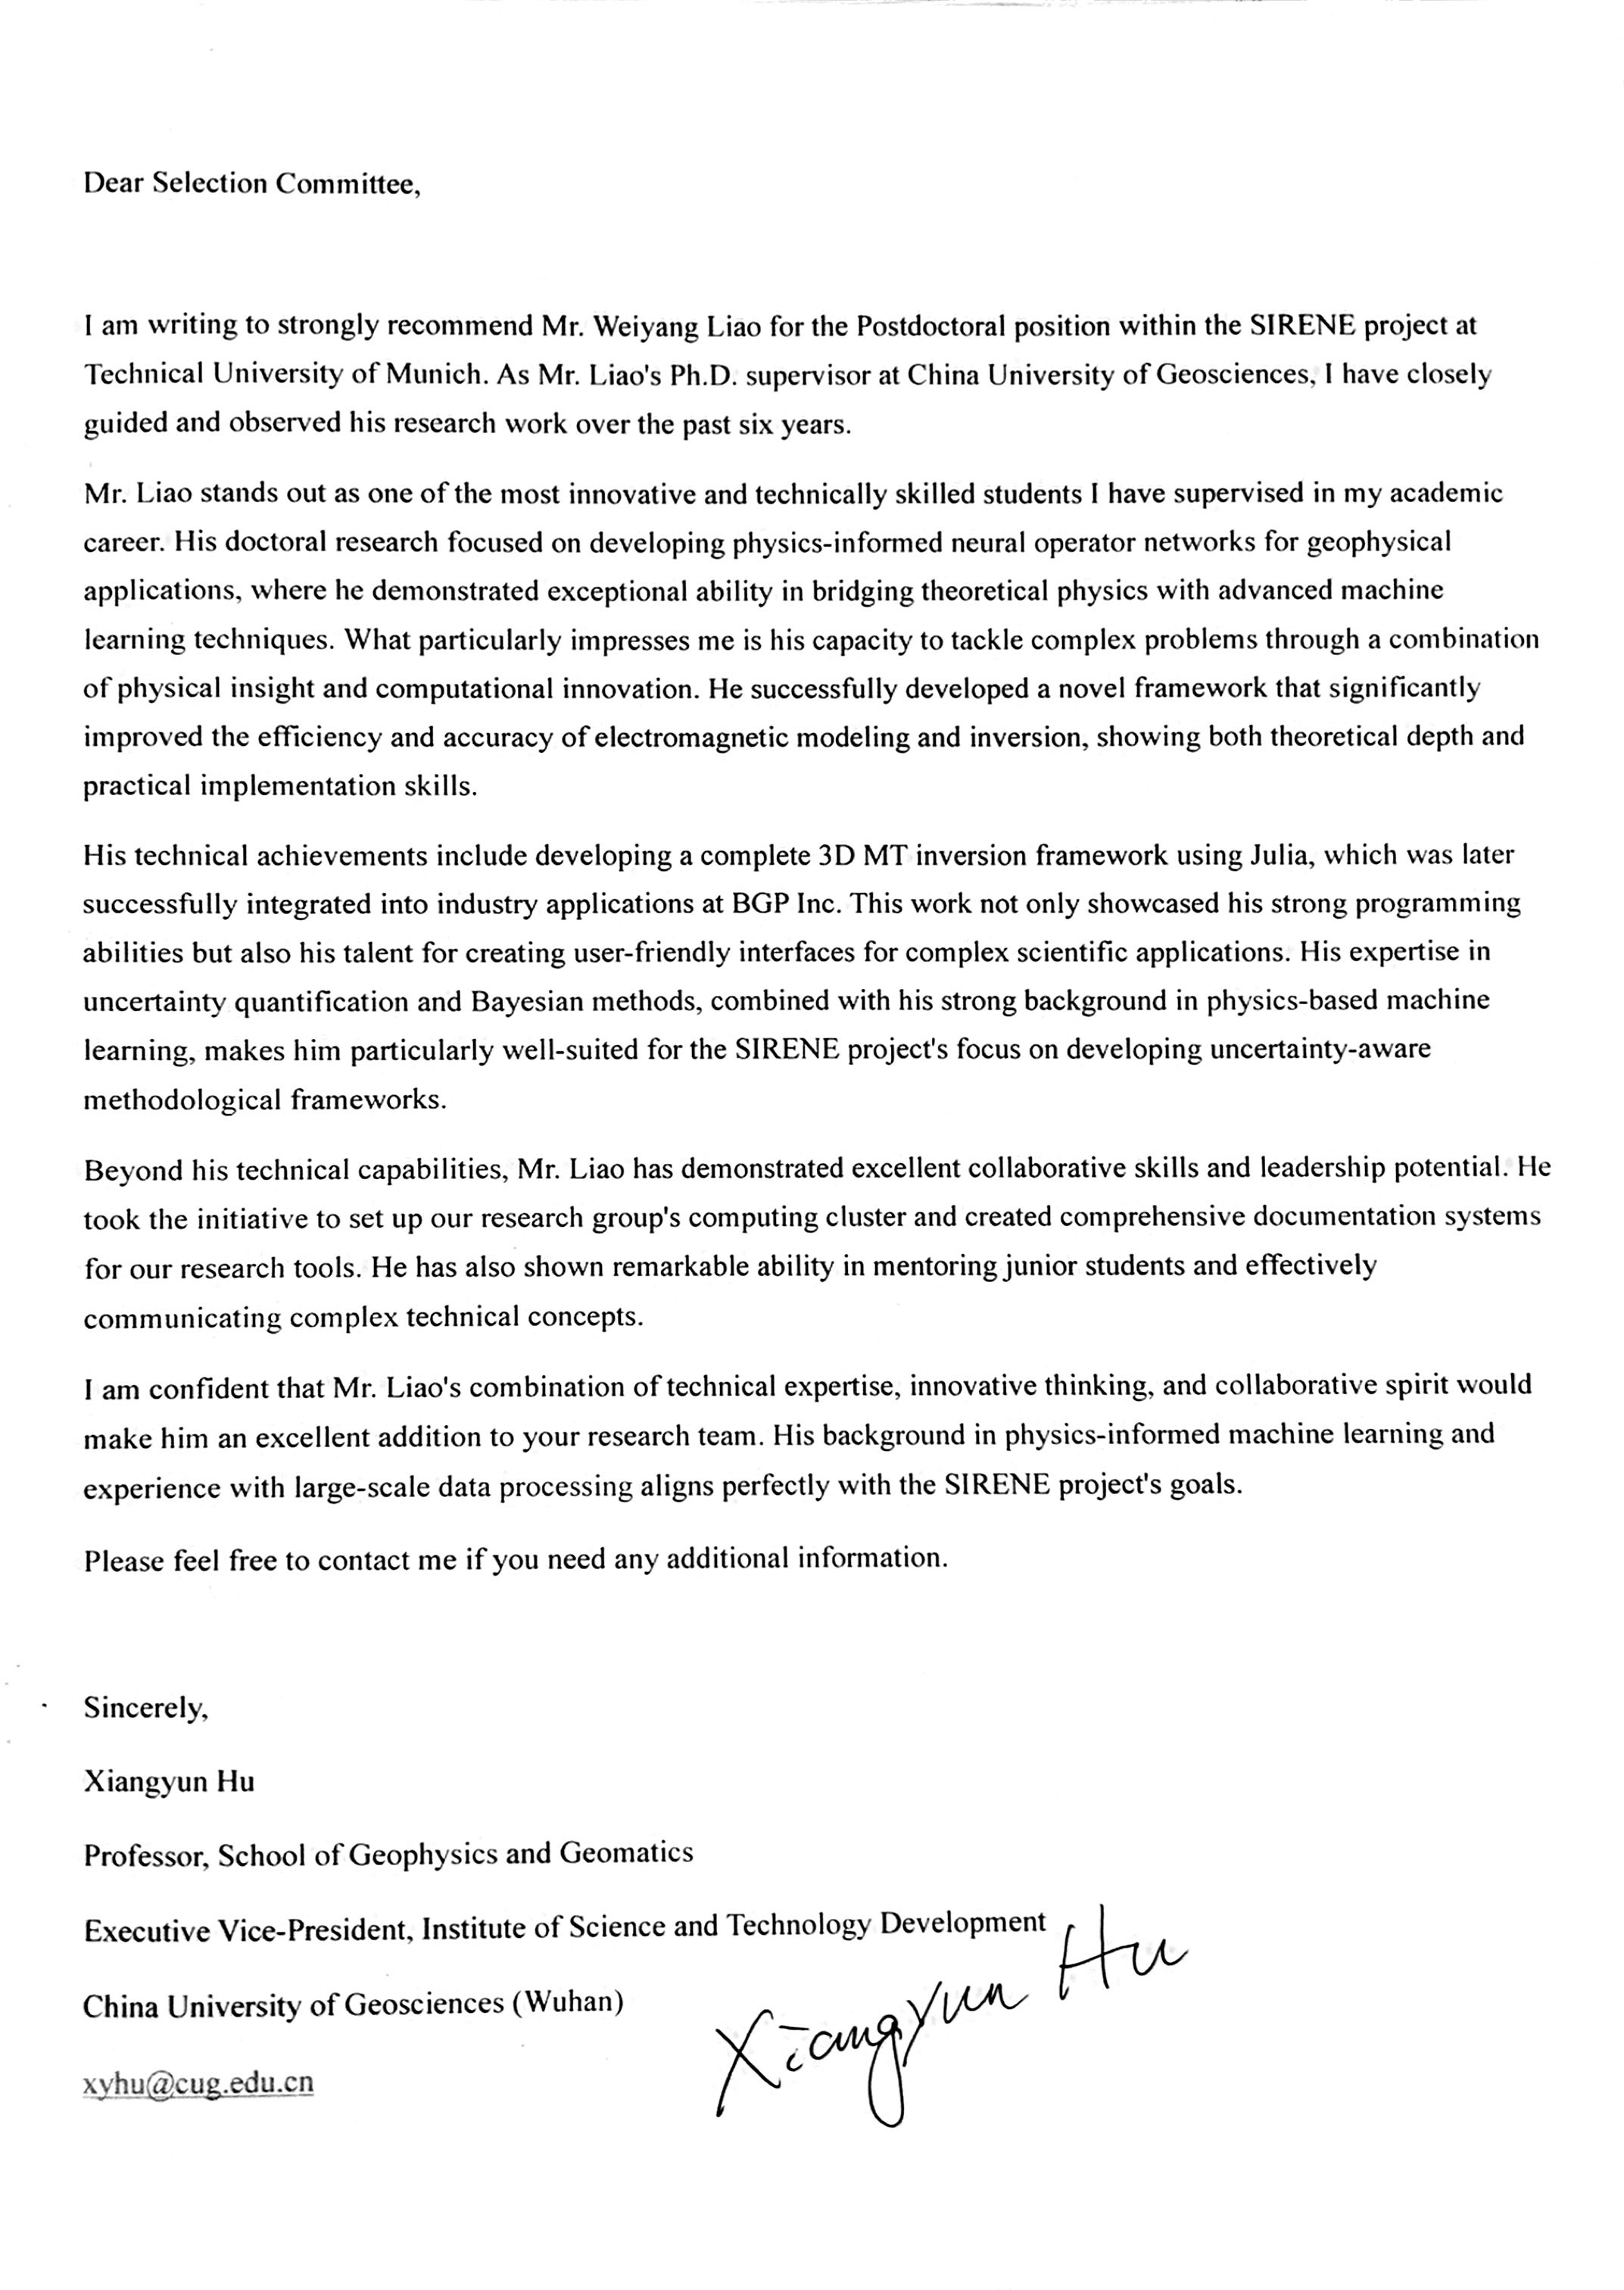 Dear Selection Committee,
I am writing to strongly recommend Mr. Weiyang Liao for the Postdoctoral position within the SIRENE project at
Technical University of Munich. As Mr. Liao's Ph.D. supervisor at China University of Geosciences, I have closely
guided and observed his research work over the past six years.
Mr. Liao stands out as one of the most innovative and technically skilled students I have supervised in my academic
career. His doctoral research focused on developing physics-informed neural operator networks for geophysical
applications, where he demonstrated exceptional ability in bridging theoretical physics with advanced machine
learning techniques. What particularly impresses me is his capacity to tackle complex problems through a combination
of physical insight and computational innovation. He successfully developed a novel framework that significantly
improved the efficiency and accuracy of electromagnetic modeling and inversion, showing both theoretical depth and
practical implementation skills.
His technical achievements include developing a complete 3D MT inversion framework using Julia, which was later
successfully integrated into industry applications at BGP Inc. This work not only showcased his strong programming
abilities but also his talent for creating user-friendly interfaces for complex scientific applications. His expertise in
uncertainty quantification and Bayesian methods, combined with his strong background in physics-based machine
learning, makes him particularly well-suited for the SIRENE project's focus on developing uncertainty-aware
methodological frameworks.
Beyond his technical capabilities, Mr. Liao has demonstrated excellent collaborative skills and leadership potential. He
took the initiative to set up our research group's computing cluster and created comprehensive documentation systems
for our research tools. He has also shown remarkable ability in mentoring junior students and effectively
communicating complex technical concepts.
I am confident that Mr. Liao's combination of technical expertise, innovative thinking, and collaborative spirit would
make him an excellent addition to your research team. His background in physics-informed machine learning and
experience with large-scale data processing aligns perfectly with the SIRENE project's goals.
Please feel free to contact me if you need any additional information.
Sincerely,
Xiangyun Hu
Professor, School of Geophysics and Geomatics
Executive Vice-President, Institute of Science and Technology Development
China University of Geosciences (Wuhan)
Xiangyun Hu
xyhu@cug.edu.cn